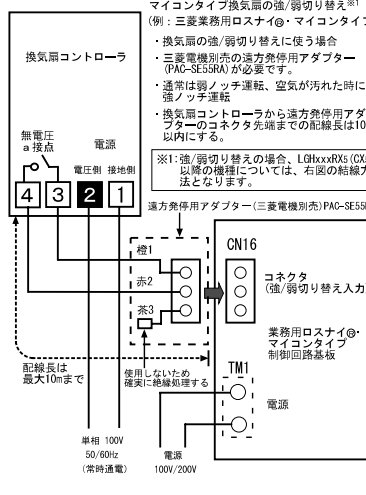 マイコンタイプ換気扇の強/弱切り替え※1
(例：三菱業務用ロスナイ®・マイコンタイプ
・換気扇の強/弱切り替えに使う場合
・三菱電機別売の遠方発停用アダプター
(PAC-SE55RA)が必要です。
・通常は弱ノッチ運転、空気が汚れた時に
強ノッチ運転
・換気扇コントローラから遠方発停用アダ
プターのコネクタ先端までの配線長は10
以内にする。
※1:強/弱切り替えの場合、LGHxxRX5(CX5
以降の機種については、右図の結線方
法となります。
換気扇コントローラ
無電圧
a接点
電源
電圧側 接地側
4 3 2 1
遠方発停用アダプター(三菱電機別売)PAC-SE55R
橙1
赤2
茶3
CN16
コネクタ
(強/弱切り替え入力
業務用ロスナイ®・
マイコンタイプ
制御回路基板
配線長は
最大10mまで
使用しないため
確実に絶縁処理する
TM1
電源
単相 100V
50/60Hz
(常時通電)
電源
100V/200V